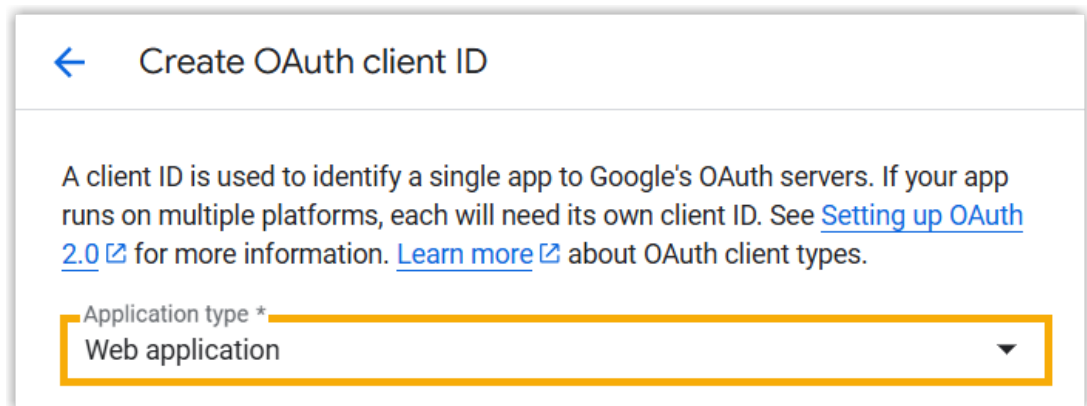 Create OAuth client ID
A client ID is used to identify a single app to Google's OAuth servers. If your app
runs on multiple platforms, each will need its own client ID. See Setting up OAuth
2.0 for more information. Learn more about OAuth client types.
Application type *
Web application